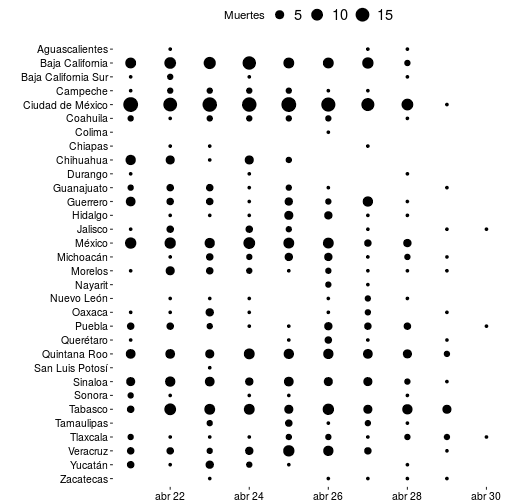 Muertes 5 10 15
Aguascalientes
Baja California
Baja California Sur
Campeche
Ciudad de México
Coahuila
Colima
Chiapas
Chihuahua
Durango
Guanajuato
Guerrero
Hidalgo
Jalisco
México
Michoacán
Morelos
Nayarit
Nuevo León
Oaxaca
Puebla
Querétaro
Quintana Roo
San Luis Potosí
Sinaloa
Sonora
Tabasco
Tamaulipas
Tlaxcala
Veracruz
Yucatán
Zacatecas
abr 22 abr 24 abr 26 abr 28 abr 30